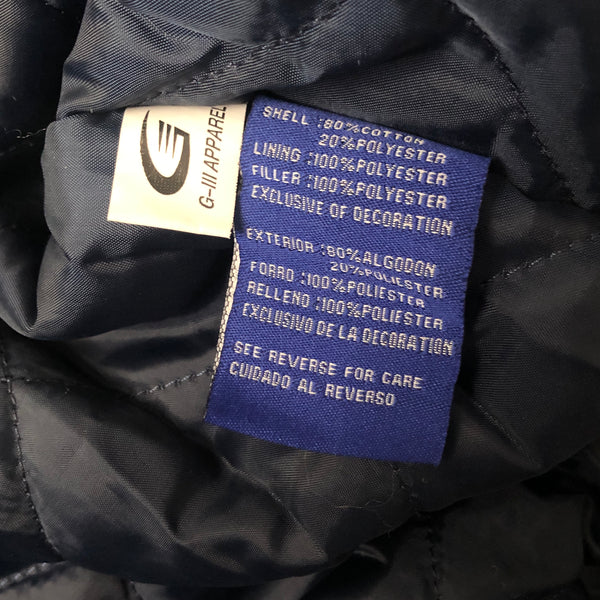 G-III APPAREL
SHELL :80%COTTON
20%POLYESTER
LINING :100%POLYESTER
FILLER :100%POLYESTER
EXCLUSIVE OF DECORATION
EXTERIOR :80%ALGODON
20%POLIESTER
FORRO :100%POLIESTER
RELLENO :100%POLIESTER
EXCLUSIVO DE LA DECORATION
SEE REVERSE FOR CARE
CUIDADO AL REVERSO